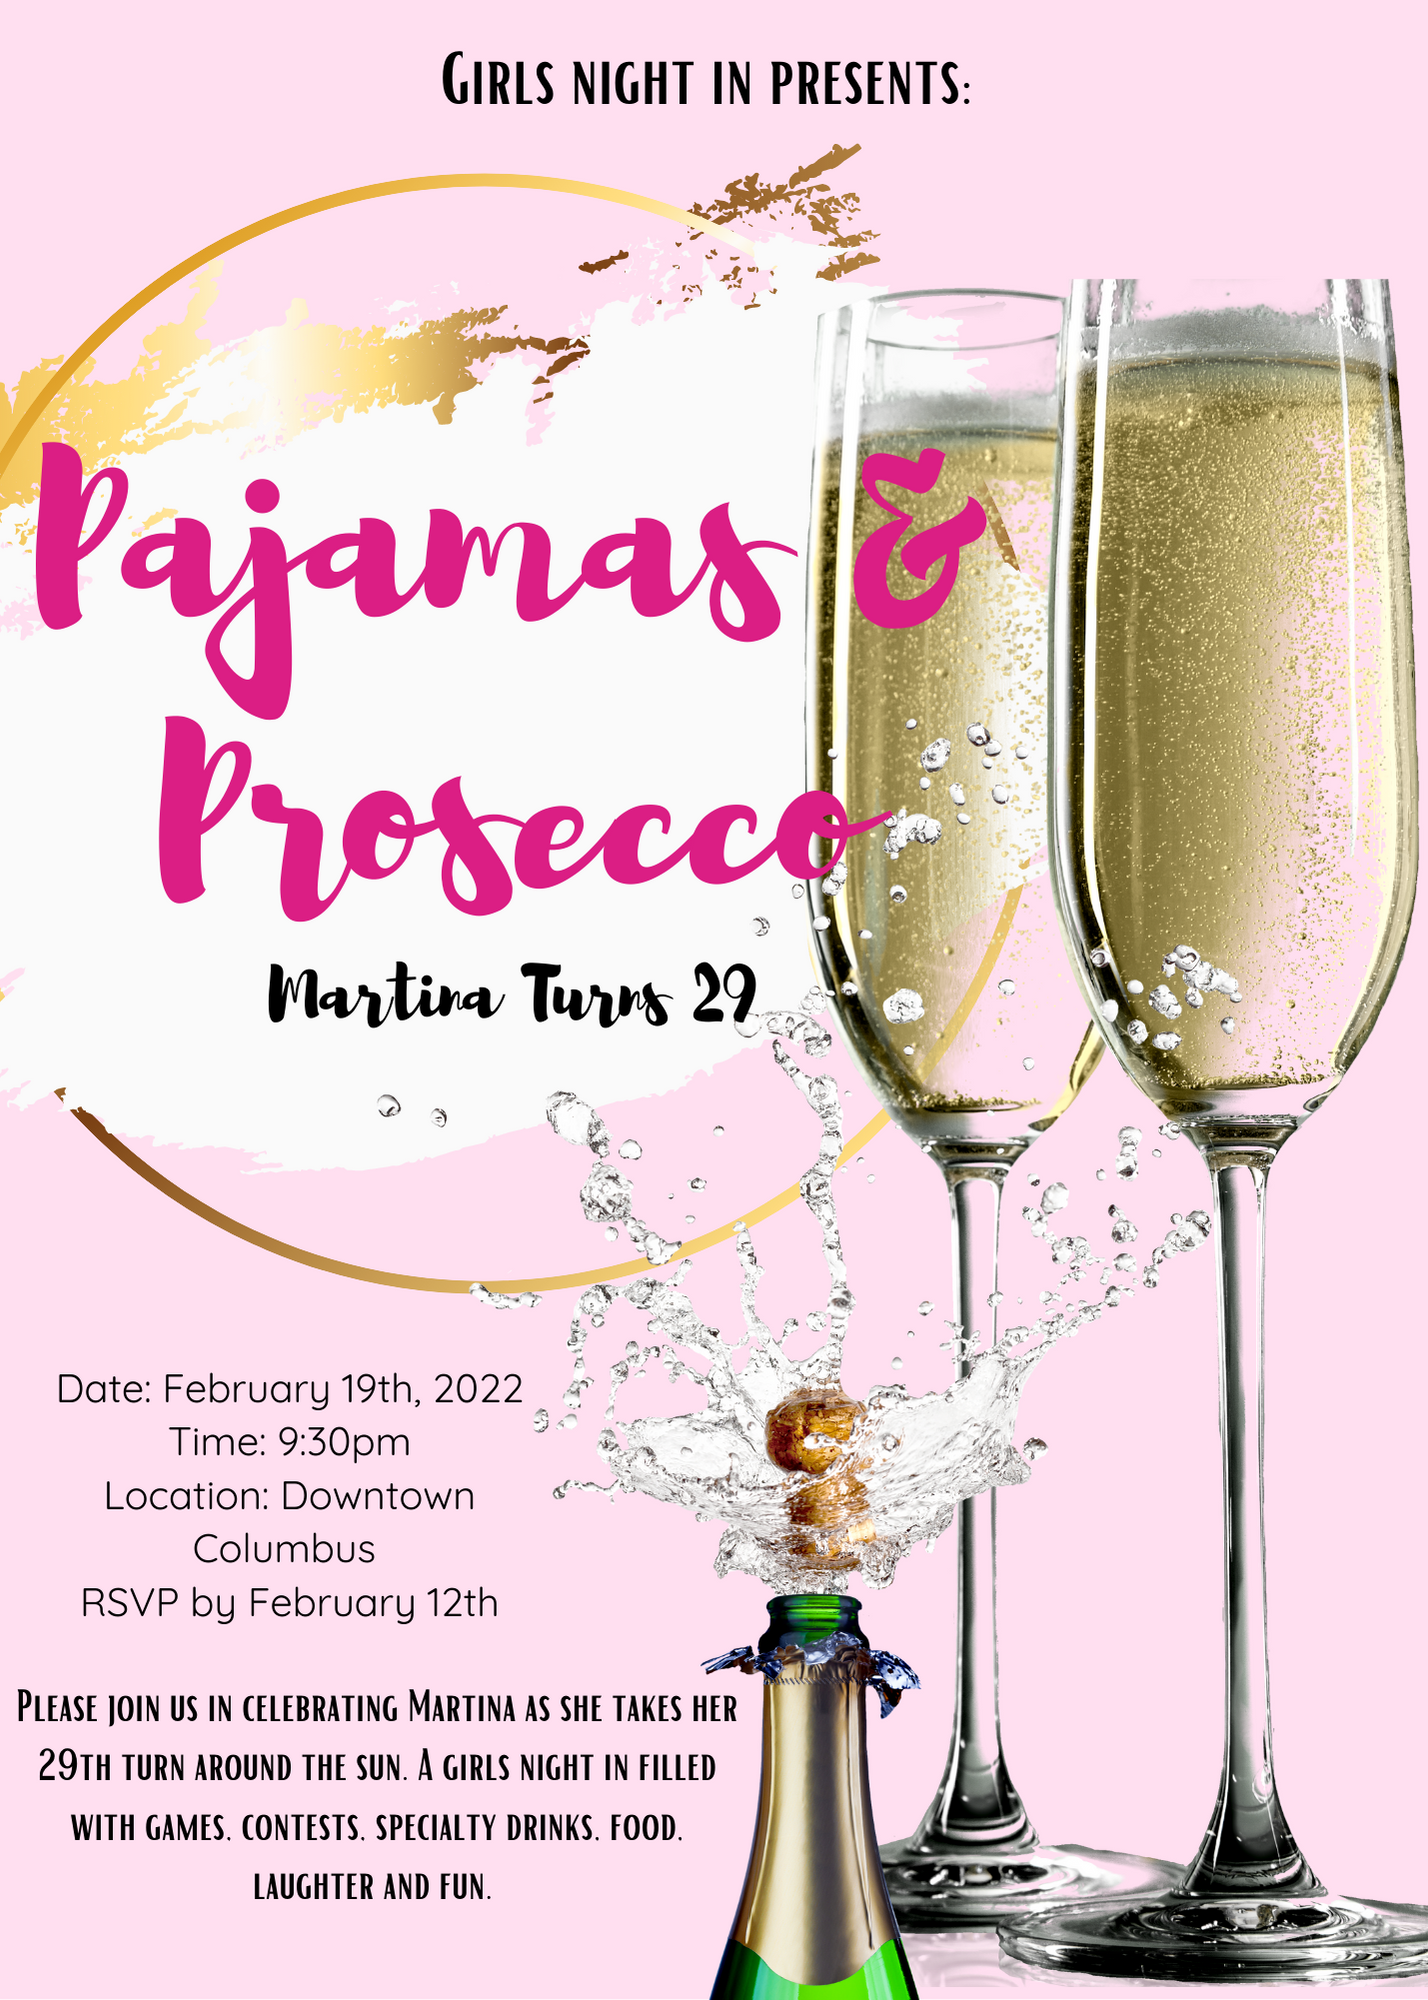 Girls night in presents:
Pajamas &
Prosecco
Martina Turns 29
Date: February 19th, 2022
Time: 9:30pm
Location: Downtown
Columbus
RSVP by February 12th
Please join us in celebrating Martina as she takes her
29th turn around the sun. A girls night in filled
with games, contests, specialty drinks, food,
laughter and fun.